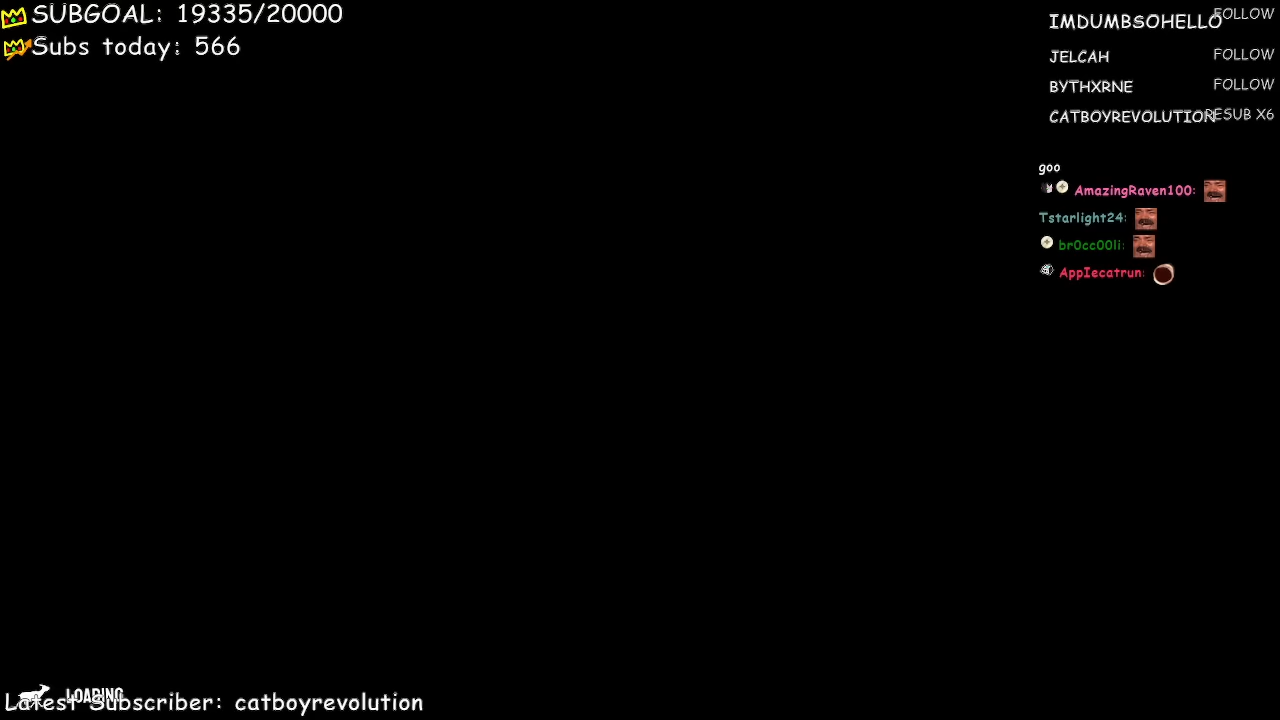 SUBGOAL: 19335/20000
Subs today: 566
IMDUMBSOHELLO FOLLOW
JELCAH FOLLOW
BYTHXRNE FOLLOW
CATBOYREVOLUTION RESUB X6
goo
AmazingRaven100:
Tstarlight24:
br0cc00li:
AppIecatrun:
LOADING
Latest Subscriber: catboyrevolution